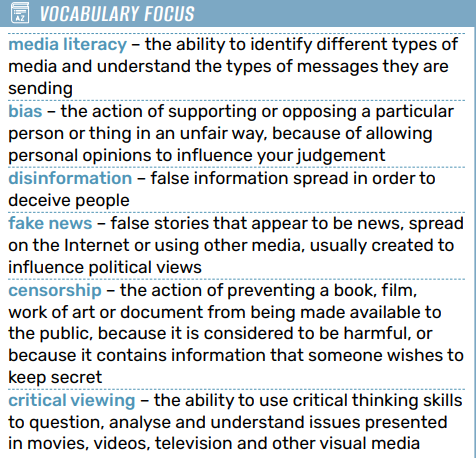 AZ
VOCABULARY FOCUS
media literacy – the ability to identify different types of
media and understand the types of messages they are
sending
bias – the action of supporting or opposing a particular
person or thing in an unfair way, because of allowing
personal opinions to influence your judgement
disinformation – false information spread in order to
deceive people
fake news – false stories that appear to be news, spread
on the Internet or using other media, usually created to
influence political views
censorship – the action of preventing a book, film,
work of art or document from being made available to
the public, because it is considered to be harmful, or
because it contains information that someone wishes to
keep secret
critical viewing – the ability to use critical thinking skills
to question, analyse and understand issues presented
in movies, videos, television and other visual media